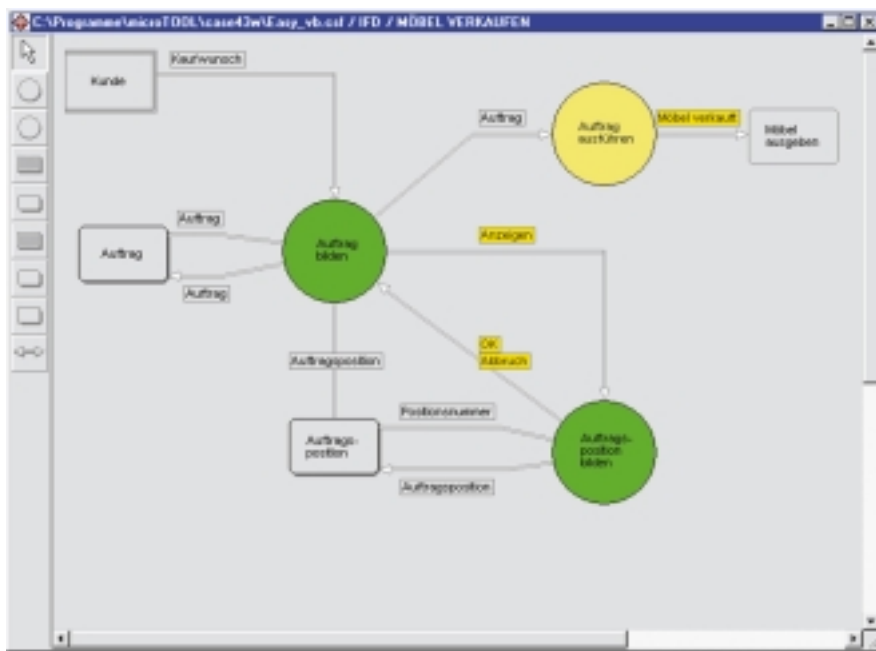 C:\Programme\microTOOL\case43w\Easy_vb.csf / IFD / MÖBEL VERKAUFEN
Kaufwunsch
Kunde
Auftrag
Auftrag
ausführen
Möbel verkauft
Möbel
ausgeben
Auftrag
Auftrag
Auftrag
bilden
Anzeigen
Auftrag
OK
Abbruch
Auftragsposition
Positionsnummer
Auftrags-
position
Auftrags-
position
bilden
Auftragsposition